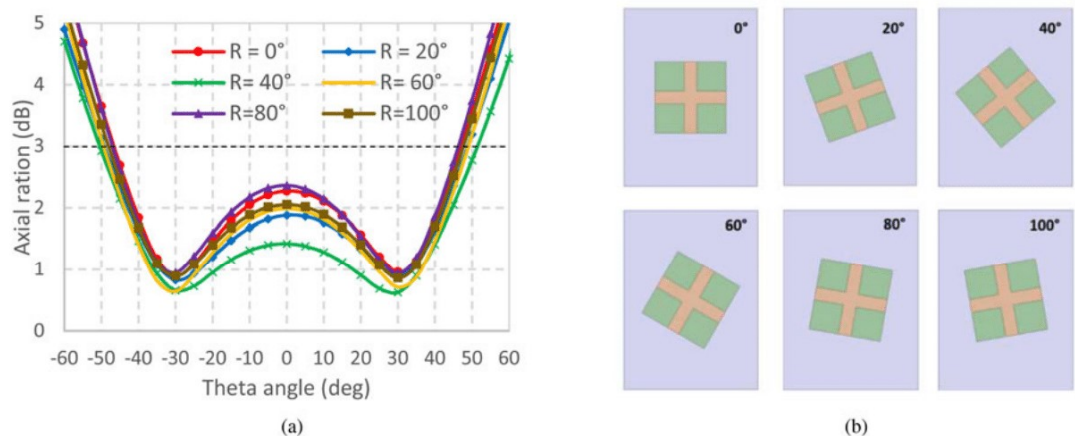 5
4
3
2
1
0
Axial ration (dB)
R = 0°
R = 20°
R= 40°
R= 60°
R=80°
R=100°
-60 -50 -40 -30 -20 -10 0 10 20 30 40 50 60
Theta angle (deg)
(a)
0°
20°
40°
60°
80°
100°
(b)